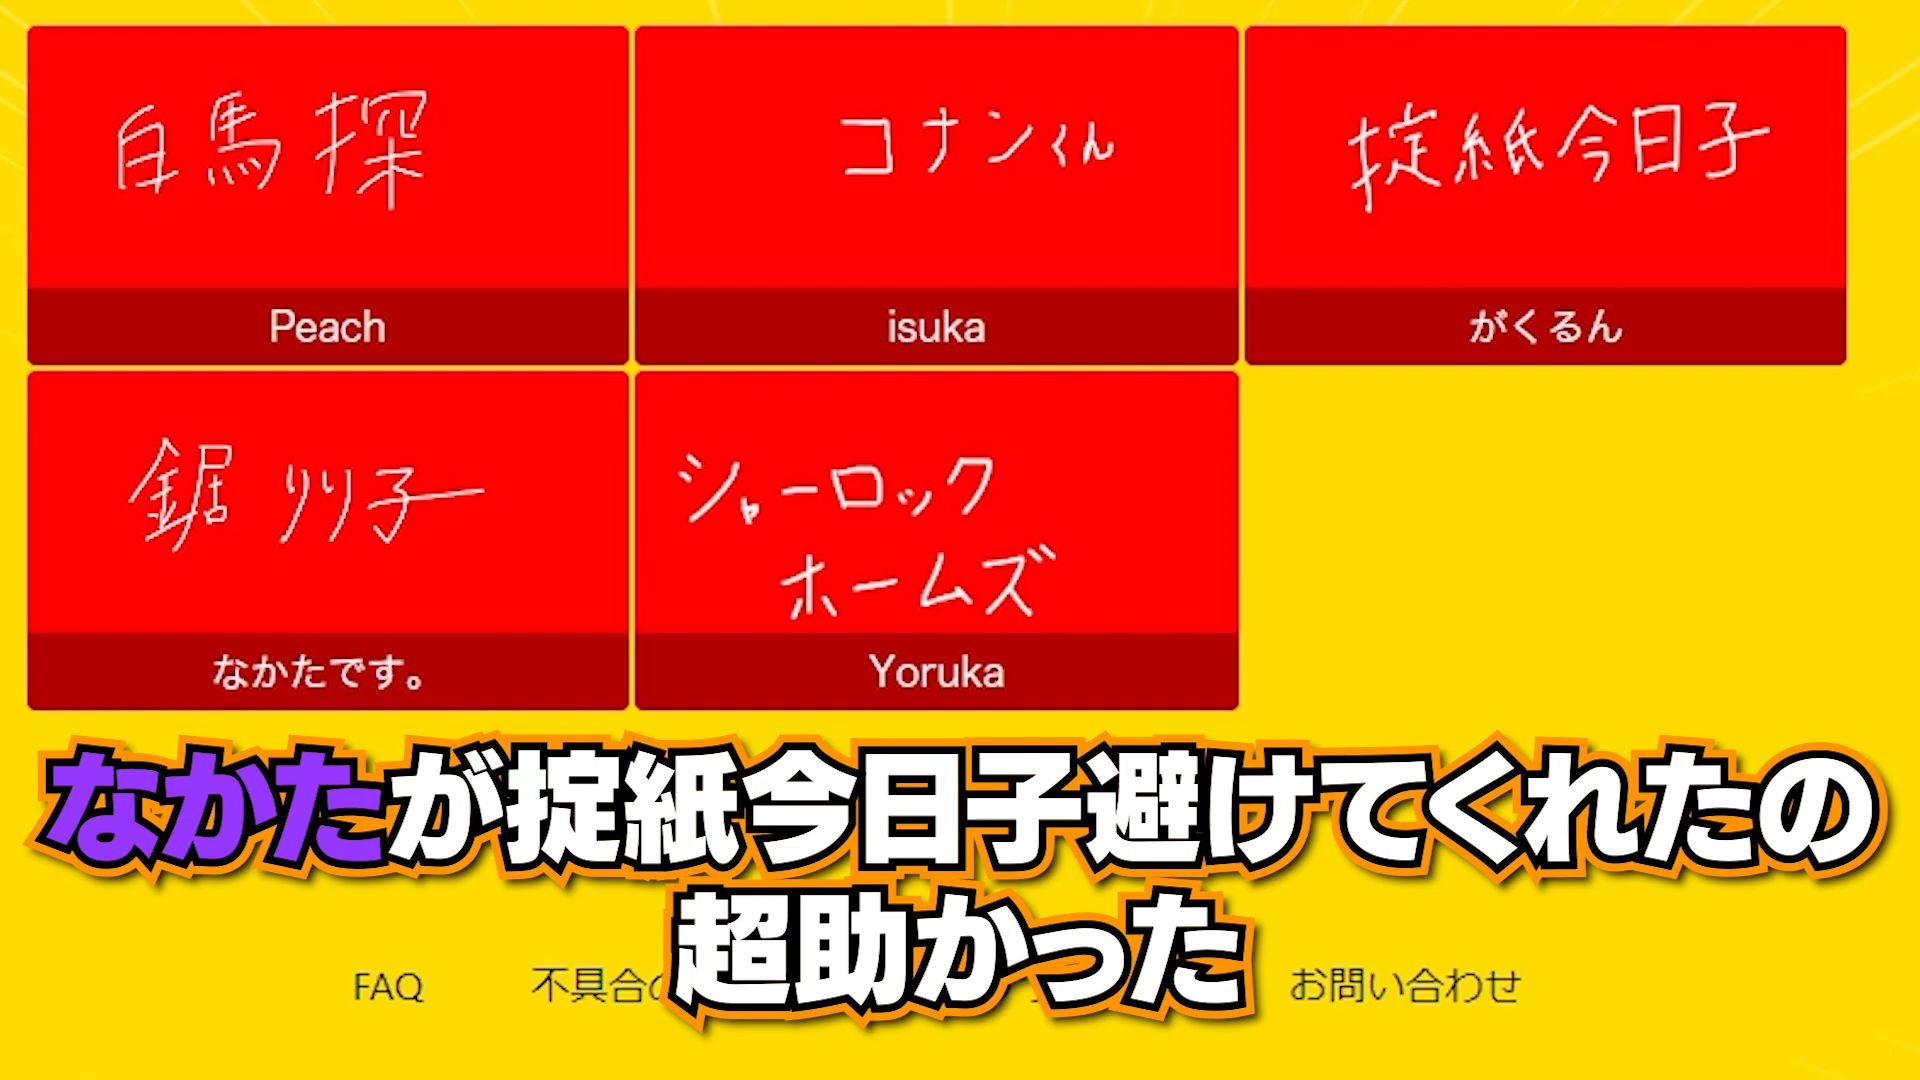 白馬探
コナンくん
掟紙今日子
Peach
isuka
がくるん
鋸りり子
シャーロック
ホームズ
なかたです。
Yoruka
なかたが掟紙今日子避けてくれたの
超助かった
FAQ
不具合の
お問い合わせ